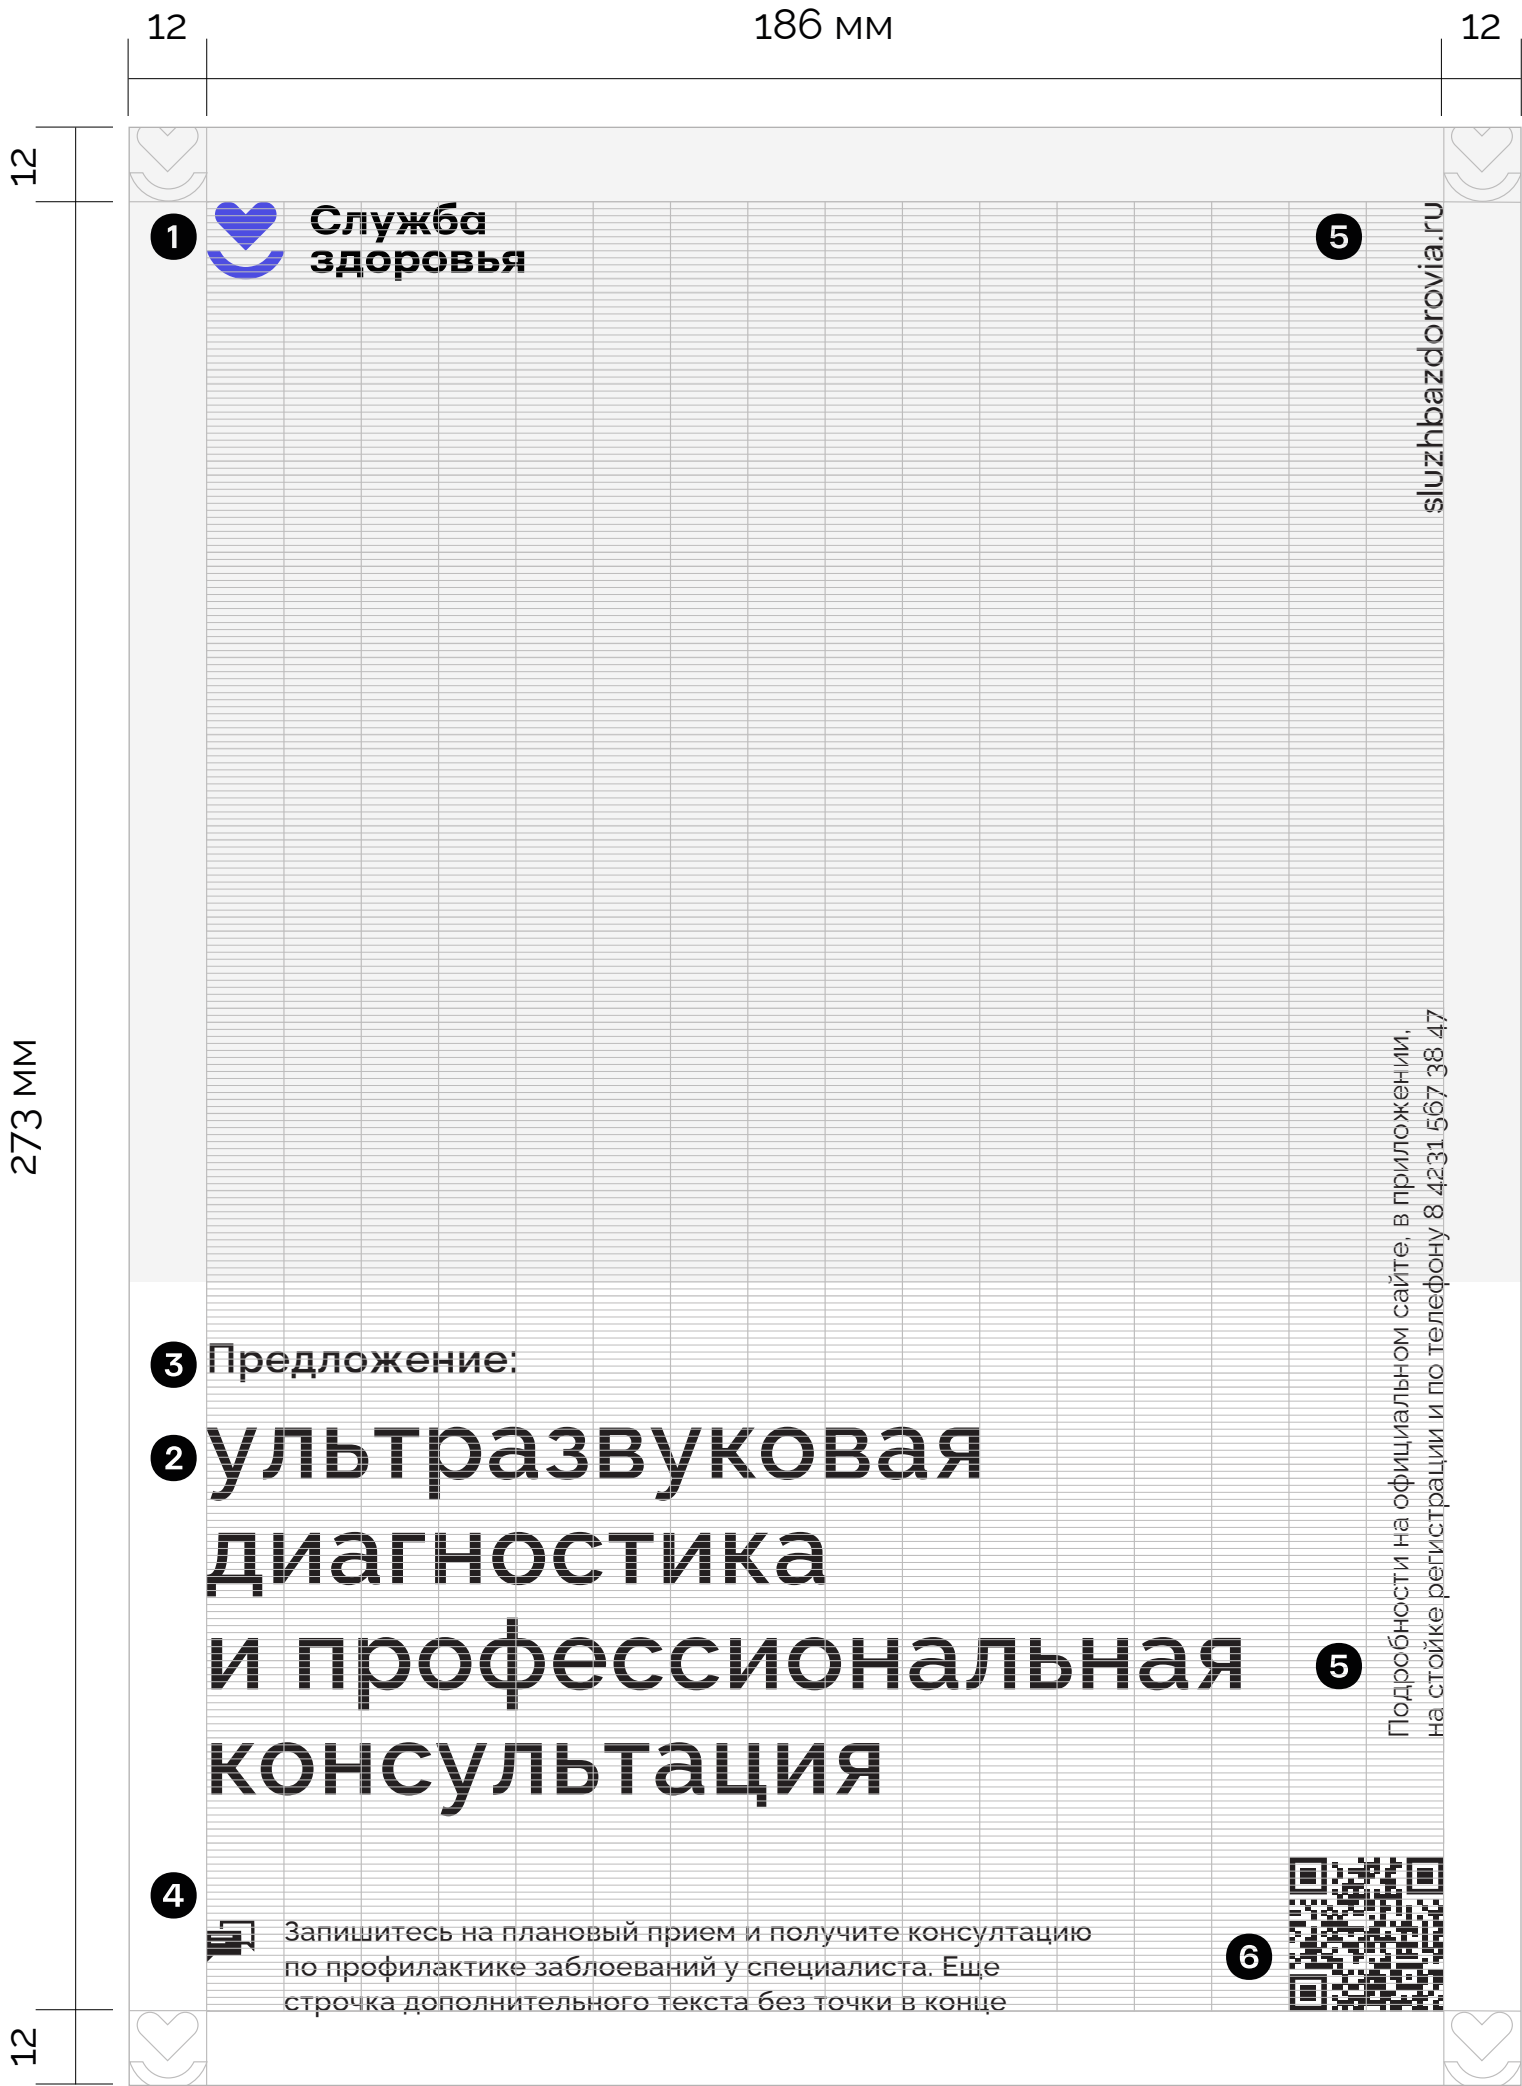 12
186 мм
12
12
1
Служба
здоровья
5
sluzhbazdorovia.ru
273 мм
Подробности на официальном сайте, в приложении,
на стойке регистрации и по телефону 8 4231 567 38 47
3
Предложение:
2
ультразвуковая
диагностика
и профессиональная
консультация
5
4
Запишитесь на плановый прием и получите консултацию
по профилактике заблоеваний у специалиста. Еще
строчка дополнительного текста без точки в конце
6
12